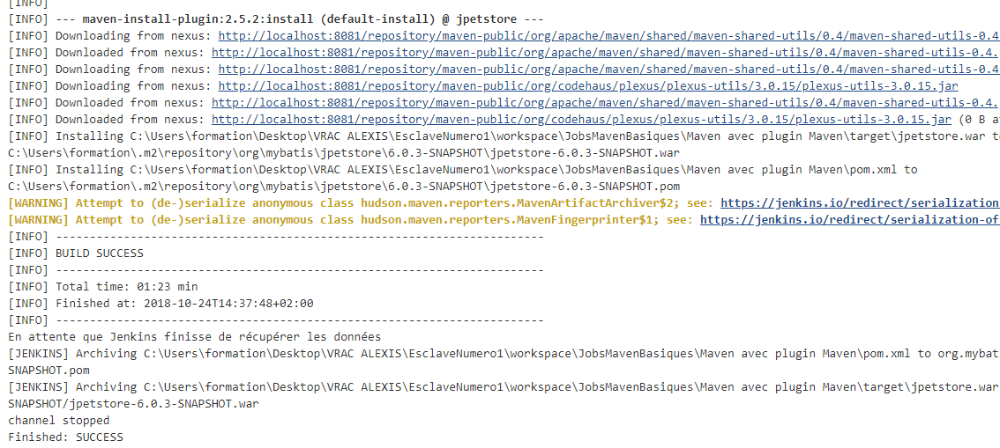 [INFO]
[INFO] --- maven-install-plugin:2.5.2:install (default-install) @ jpetstore ---
[INFO] Downloading from nexus: http://localhost:8081/repository/maven-public/org/apache/maven/shared/maven-shared-utils/0.4/maven-shared-utils-0.4
[INFO] Downloaded from nexus: http://localhost:8081/repository/maven-public/org/apache/maven/shared/maven-shared-utils/0.4/maven-shared-utils-0.4.
[INFO] Downloading from nexus: http://localhost:8081/repository/maven-public/org/apache/maven/shared/maven-shared-utils/0.4/maven-shared-utils-0.4
[INFO] Downloading from nexus: http://localhost:8081/repository/maven-public/org/codehaus/plexus/plexus-utils/3.0.15/plexus-utils-3.0.15.jar
[INFO] Downloaded from nexus: http://localhost:8081/repository/maven-public/org/apache/maven/shared/maven-shared-utils/0.4/maven-shared-utils-0.4.
[INFO] Downloaded from nexus: http://localhost:8081/repository/maven-public/org/codehaus/plexus/plexus-utils/3.0.15/plexus-utils-3.0.15.jar (0 B a
[INFO] Installing C:\Users\formation\Desktop\VRAC ALEXIS\EsclaveNumero1\workspace\JobsMavenBasiques\Maven avec plugin Maven\target\jpetstore.war t
C:\Users\formation\.m2\repository\org\mybatis\jpetstore\6.0.3-SNAPSHOT\jpetstore-6.0.3-SNAPSHOT.war
[INFO] Installing C:\Users\formation\Desktop\VRAC ALEXIS\EsclaveNumero1\workspace\JobsMavenBasiques\Maven avec plugin Maven\pom.xml to
C:\Users\formation\.m2\repository\org\mybatis\jpetstore\6.0.3-SNAPSHOT\jpetstore-6.0.3-SNAPSHOT.pom
[WARNING] Attempt to (de-)serialize anonymous class hudson.maven.reporters.MavenArtifactArchiver$2; see: https://jenkins.io/redirect/serialization
[WARNING] Attempt to (de-)serialize anonymous class hudson.maven.reporters.MavenFingerprinter$1; see: https://jenkins.io/redirect/serialization-of
[INFO] ------------------------------------------------------------------------
[INFO] BUILD SUCCESS
[INFO] ------------------------------------------------------------------------
[INFO] Total time: 01:23 min
[INFO] Finished at: 2018-10-24T14:37:48+02:00
[INFO] ------------------------------------------------------------------------
En attente que Jenkins finisse de récupérer les données
[JENKINS] Archiving C:\Users\formation\Desktop\VRAC ALEXIS\EsclaveNumero1\workspace\JobsMavenBasiques\Maven avec plugin Maven\pom.xml to org.mybat
SNAPSHOT.pom
[JENKINS] Archiving C:\Users\formation\Desktop\VRAC ALEXIS\EsclaveNumero1\workspace\JobsMavenBasiques\Maven avec plugin Maven\target\jpetstore.war
SNAPSHOT/jpetstore-6.0.3-SNAPSHOT.war
channel stopped
Finished: SUCCESS